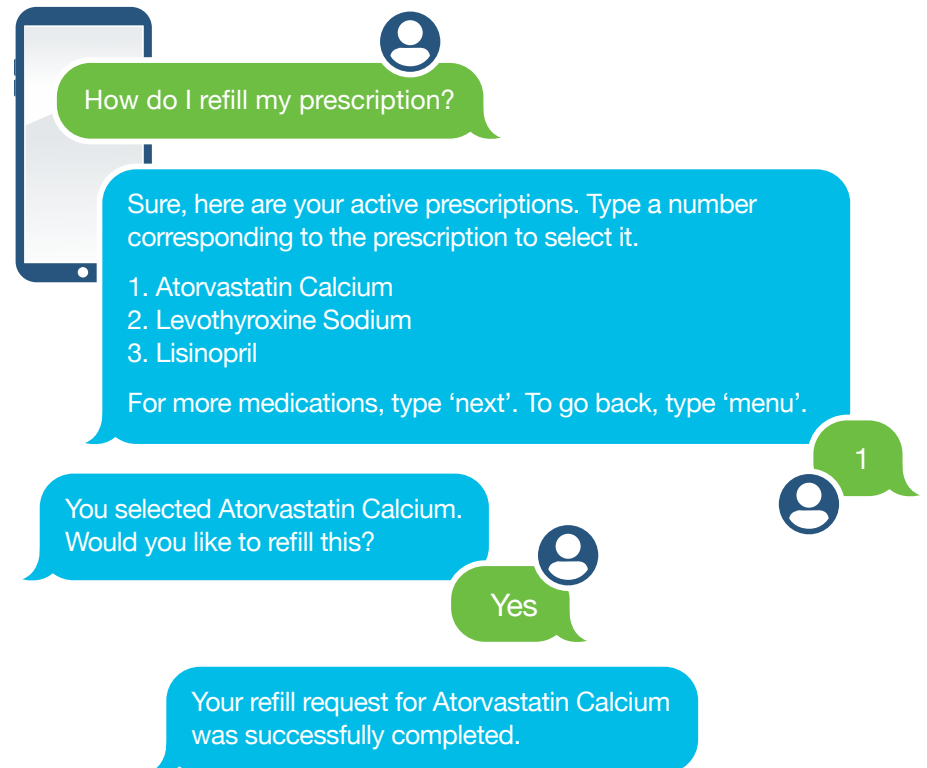 How do I refill my prescription?
Sure, here are your active prescriptions. Type a number
corresponding to the prescription to select it.
1. Atorvastatin Calcium
2. Levothyroxine Sodium
3. Lisinopril
For more medications, type ‘next’. To go back, type ‘menu’.
1
You selected Atorvastatin Calcium.
Would you like to refill this?
Yes
Your refill request for Atorvastatin Calcium
was successfully completed.